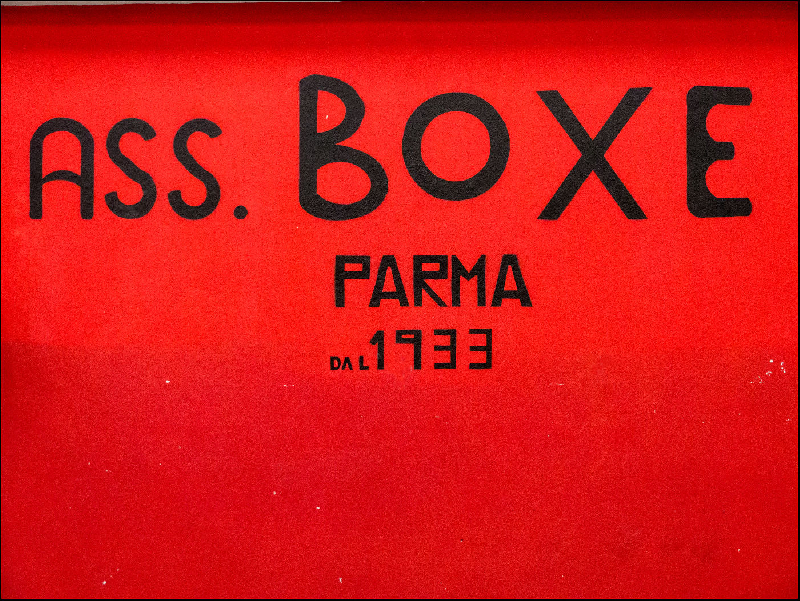 ASS. BOXE
PARMA
DAL 1933